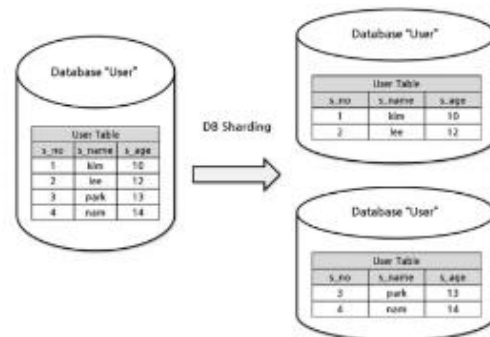 Database "User"
User Table
s_no s_name s_age
1 kim 10
2 lee 12
3 park 13
4 nam 14
DB Sharding
Database "User"
User Table
s_no s_name s_age
1 kim 10
2 lee 12
Database "User"
User Table
s_no s_name s_age
3 park 13
4 nam 14